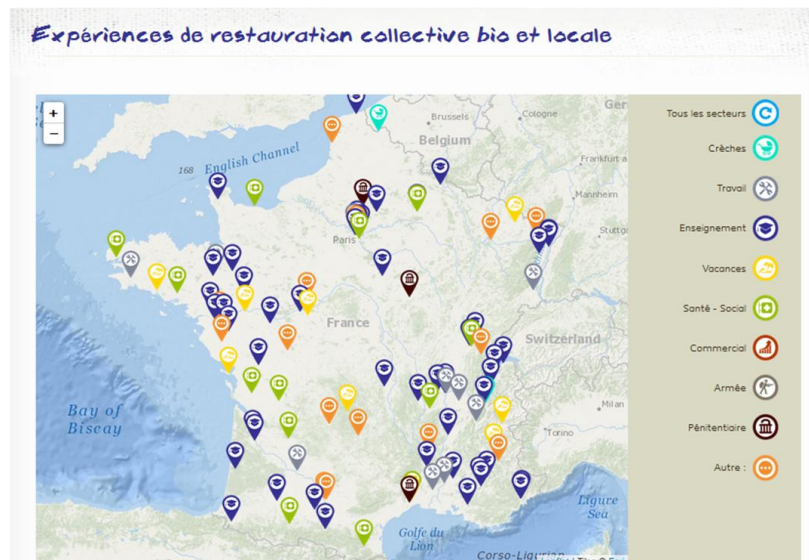 Expériences de restauration collective bio et locale
+
−
Brussels
Cologne
Belgium
English Channel
168
Frankfurt a
Mannheim
Paris
France
Switzerland
Bay of
Biscay
Milan
Torino
Ligure
Sea
Golfe du
Lion
Tous les secteurs
Crèches
Travail
Enseignement
Vacances
Santé - Social
Commercial
Armée
Pénitentiaire
Autre :